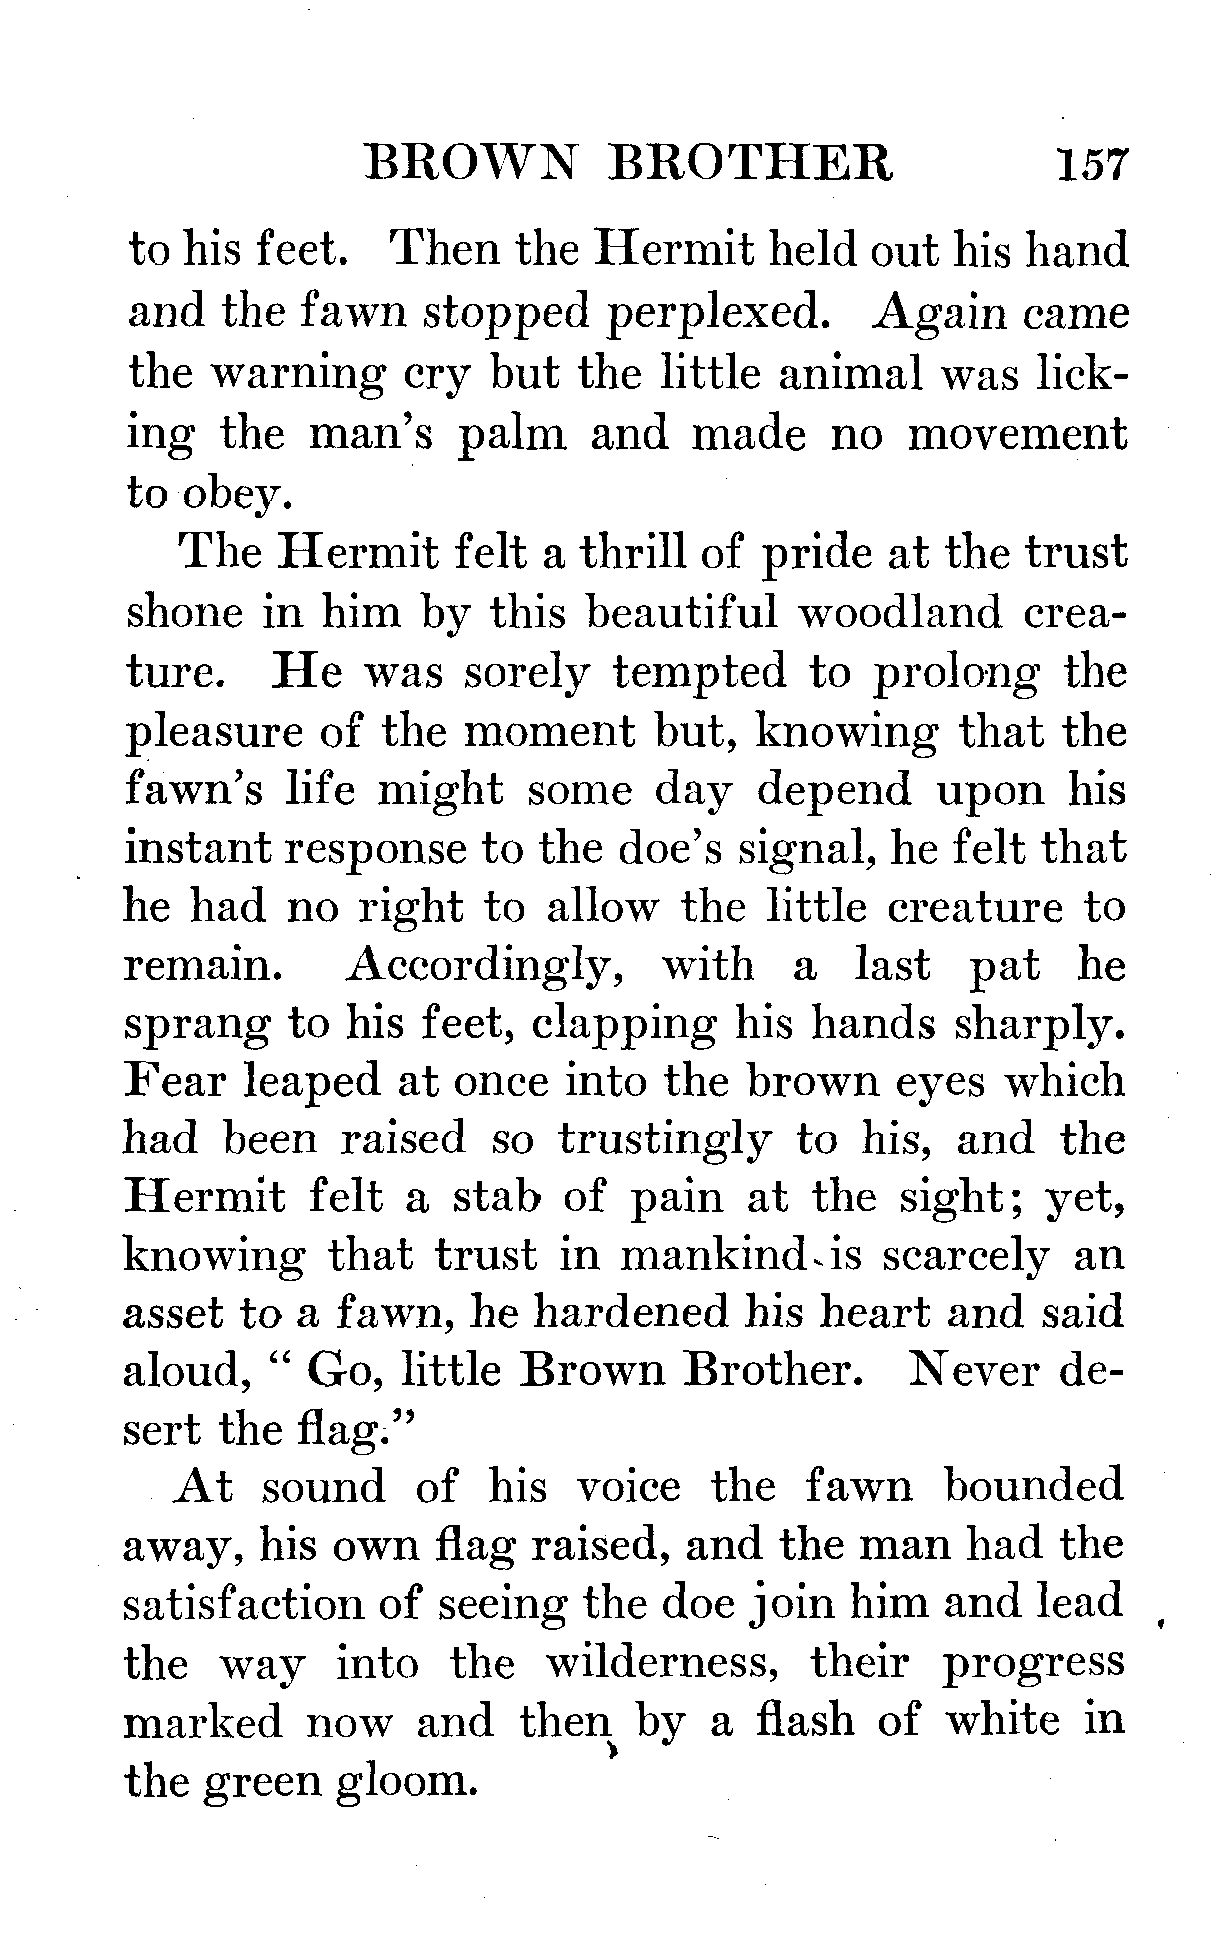 BROWN BROTHER 157
to his feet. Then the Hermit held out his hand
and the fawn stopped perplexed. Again came
the warning cry but the little animal was lick-
ing the man's palm and made no movement
to obey.
The Hermit felt a thrill of pride at the trust
shone in him by this beautiful woodland crea-
ture. He was sorely tempted to prolong the
pleasure of the moment but, knowing that the
fawn's life might some day depend upon his
instant response to the doe's signal, he felt that
he had no right to allow the little creature to
remain. Accordingly, with a last pat he
sprang to his feet, clapping his hands sharply.
Fear leaped at once into the brown eyes which
had been raised so trustingly to his, and the
Hermit felt a stab of pain at the sight; yet,
knowing that trust in mankind is scarcely an
asset to a fawn, he hardened his heart and said
aloud, " Go, little Brown Brother. Never de-
sert the flag."
At sound of his voice the fawn bounded
away, his own flag raised, and the man had the
satisfaction of seeing the doe join him and lead
the way into the wilderness, their progress
marked now and then by a flash of white in
the green gloom.